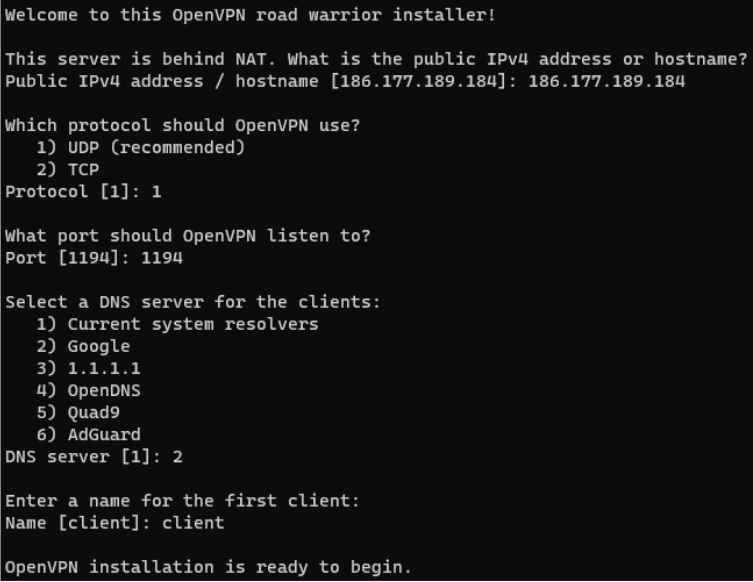 Welcome to this OpenVPN road warrior installer!
This server is behind NAT. What is the public IPv4 address or hostname?
Public IPv4 address / hostname [186.177.189.184]: 186.177.189.184
Which protocol should OpenVPN use?
1) UDP (recommended)
2) TCP
Protocol [1]: 1
What port should OpenVPN listen to?
Port [1194]: 1194
Select a DNS server for the clients:
1) Current system resolvers
2) Google
3) 1.1.1.1
4) OpenDNS
5) Quad9
6) AdGuard
DNS server [1]: 2
Enter a name for the first client:
Name [client]: client
OpenVPN installation is ready to begin.